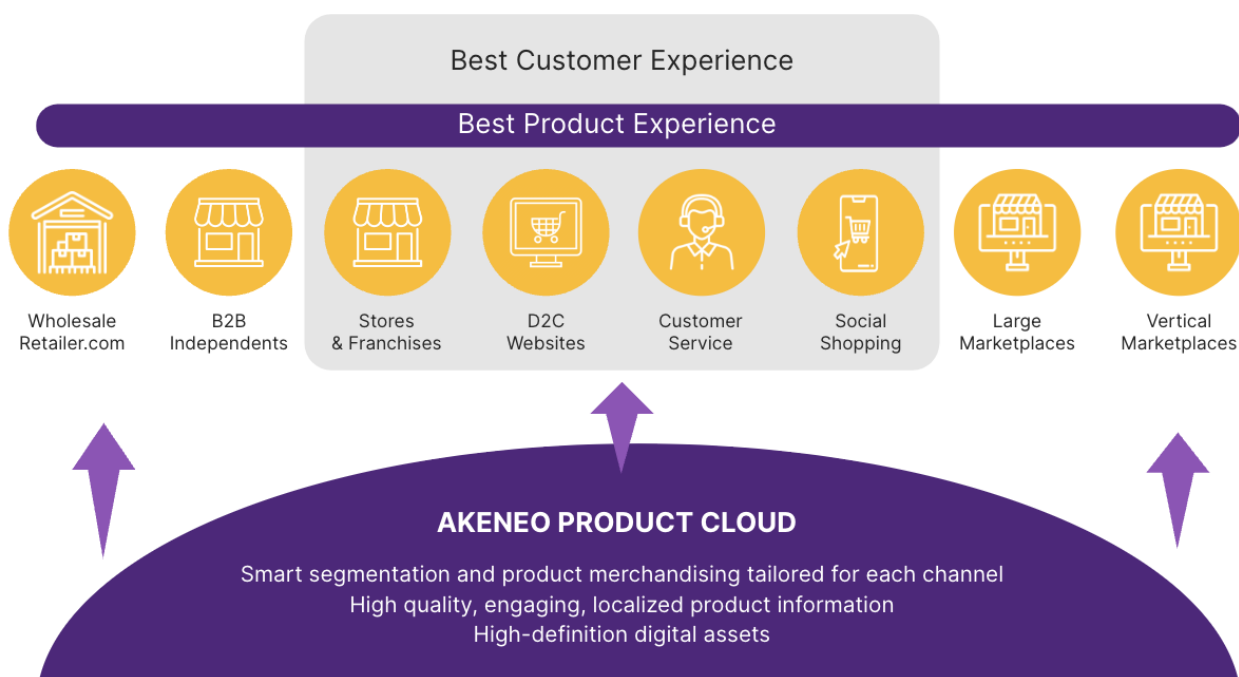 Best Customer Experience
Best Product Experience
Wholesale
Retailer.com
B2B
Independents
Stores
& Franchises
D2C
Websites
Customer
Service
Social
Shopping
Large
Marketplaces
Vertical
Marketplaces
AKENEO PRODUCT CLOUD
Smart segmentation and product merchandising tailored for each channel
High quality, engaging, localized product information
High-definition digital assets